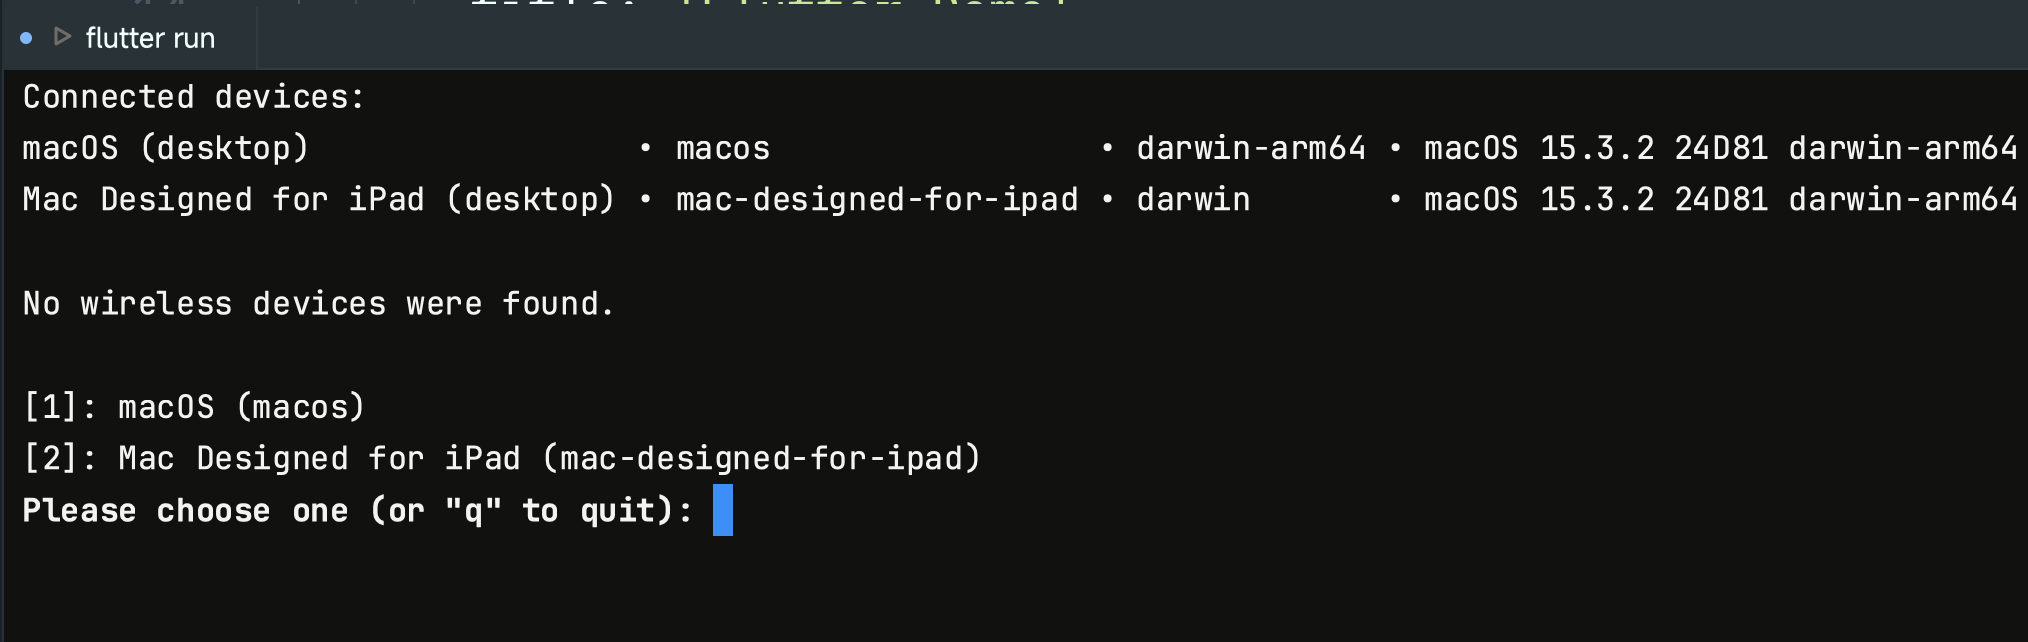 flutter run
Connected devices:
macOS (desktop)                 • macos                 • darwin-arm64 • macOS 15.3.2 24D81 darwin-arm64
Mac Designed for iPad (desktop) • mac-designed-for-ipad • darwin       • macOS 15.3.2 24D81 darwin-arm64
No wireless devices were found.
[1]: macOS (macos)
[2]: Mac Designed for iPad (mac-designed-for-ipad)
Please choose one (or "q" to quit):